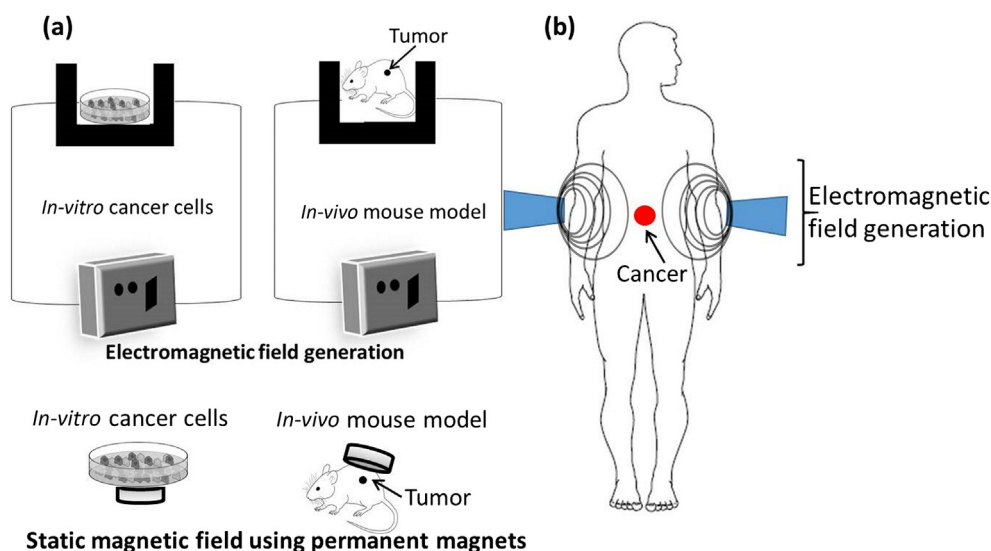 (a)
Tumor
In-vitro cancer cells
In-vivo mouse model
Electromagnetic field generation
In-vitro cancer cells
In-vivo mouse model
Tumor
Static magnetic field using permanent magnets
(b)
Cancer
Electromagnetic
field generation